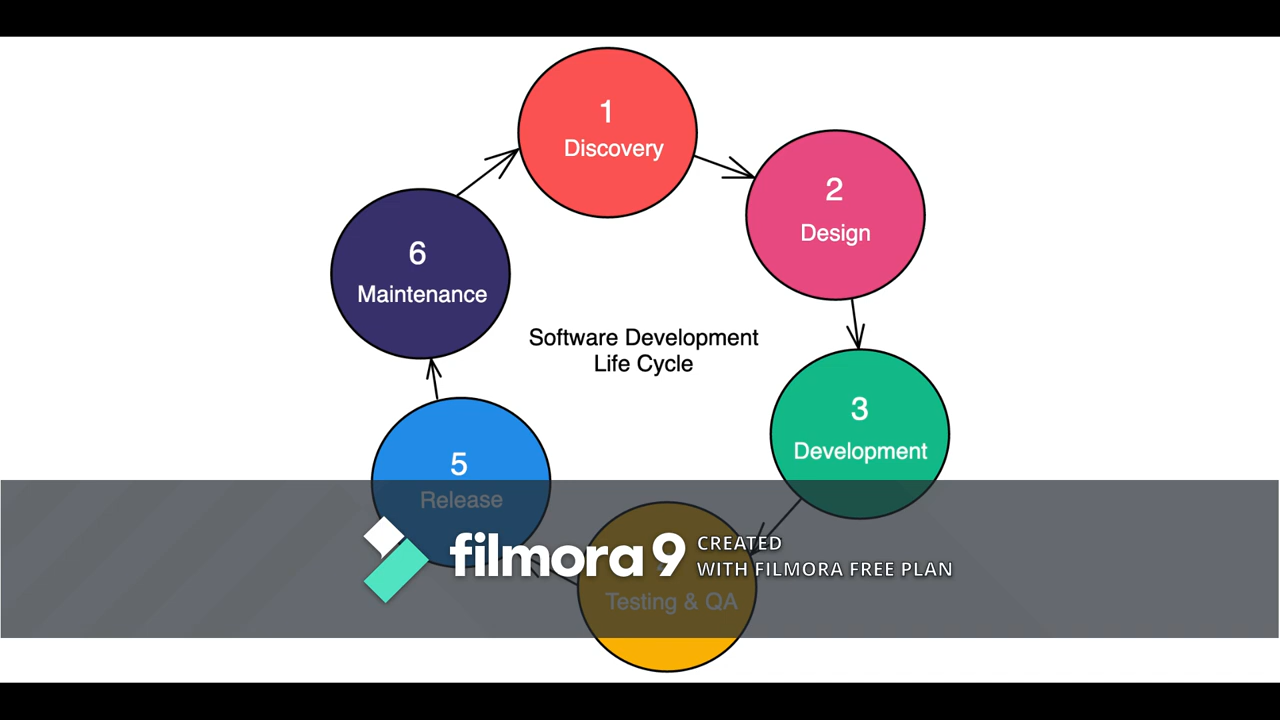 1
Discovery
2
Design
6
Maintenance
Software Development
Life Cycle
3
Development
5
Release
filmora9
CREATED
WITH FILMORA FREE PLAN
Testing & QA